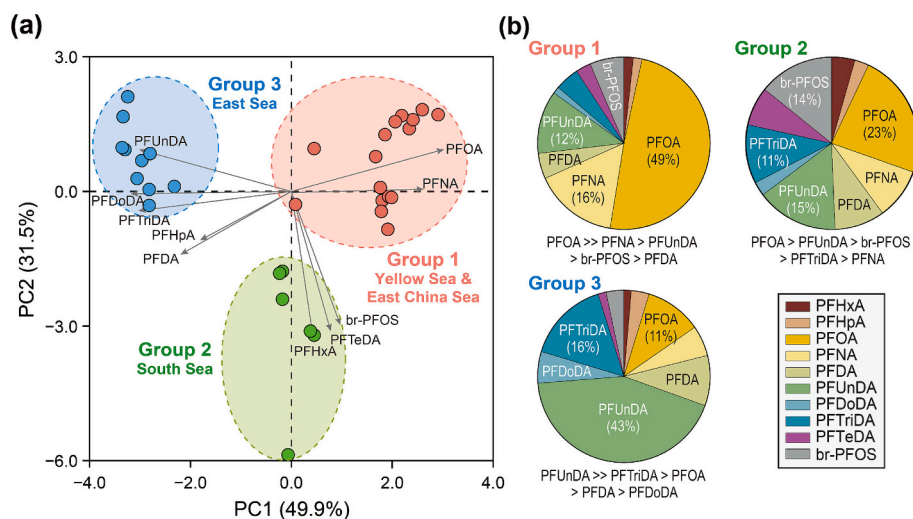 (a)
3.0
0.0
−3.0
−6.0
PC2 (31.5%)
−4.0
−2.0
0.0
2.0
4.0
PC1 (49.9%)
Group 3
East Sea
PFUnDA
PFDoDA
PFTriDA
PFHpA
PFDA
PFOA
PFNA
Group 1
Yellow Sea &
East China Sea
br-PFOS
PFTeDA
PFHxA
Group 2
South Sea
(b)
Group 1
br-PFOS
PFOA
(49%)
PFUnDA
(12%)
PFDA
PFNA
(16%)
PFOA >> PFNA > PFUnDA
> br-PFOS > PFDA
Group 2
br-PFOS
(14%)
PFOA
(23%)
PFTriDA
(11%)
PFNA
PFUnDA
(15%)
PFDA
PFOA > PFUnDA > br-PFOS
> PFTriDA > PFNA
Group 3
PFTriDA
(16%)
PFOA
(11%)
PFDoDA
PFDA
PFUnDA
(43%)
PFUnDA >> PFTriDA > PFOA
> PFDA > PFDoDA
PFHxA
PFHpA
PFOA
PFNA
PFDA
PFUnDA
PFDoDA
PFTriDA
PFTeDA
br-PFOS